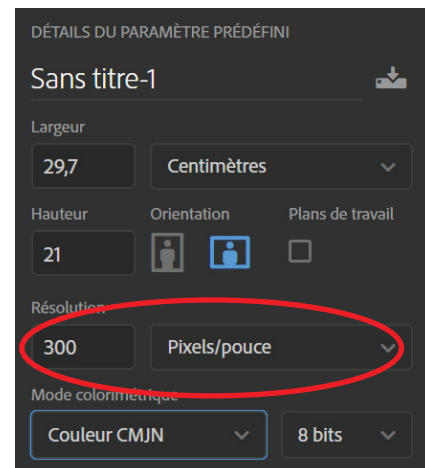 DÉTAILS DU PARAMÈTRE PRÉDÉFINI
Sans titre-1
Largeur
29,7 Centimètres
Hauteur Orientation Plans de travail
21
Résolution
300 Pixels/pouce
Mode colorimétrique
Couleur CMJN 8 bits